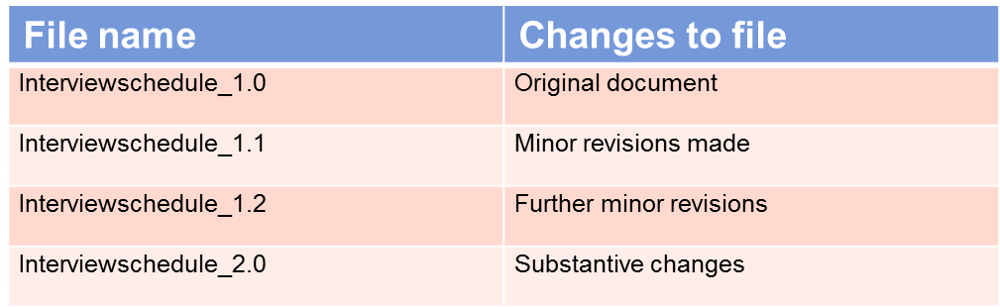 File name Changes to file
Interviewschedule_1.0 Original document
Interviewschedule_1.1 Minor revisions made
Interviewschedule_1.2 Further minor revisions
Interviewschedule_2.0 Substantive changes